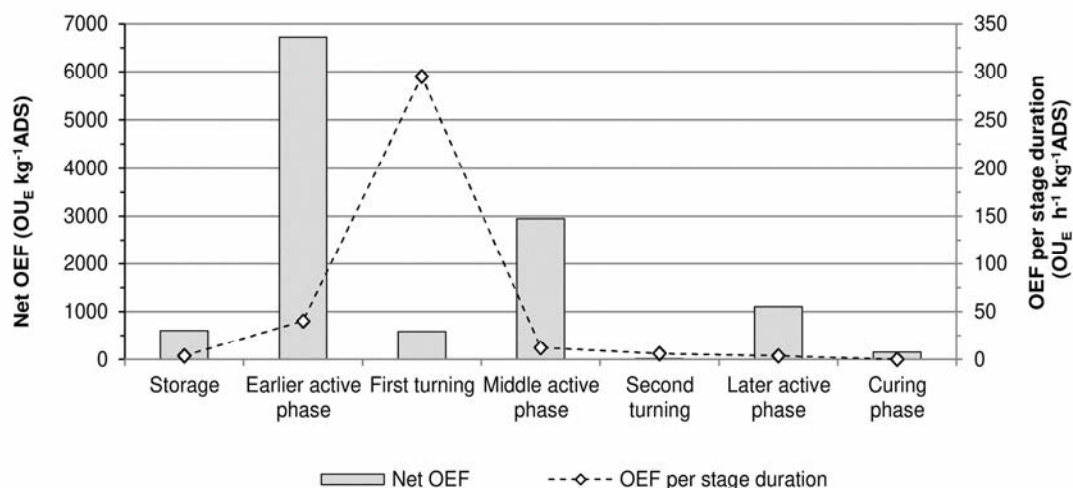 7000
6000
5000
4000
3000
2000
1000
0
Net OEF (OU_E kg⁻¹ADS)
350
300
250
200
150
100
50
0
OEF per stage duration
(OU_E h⁻¹ kg⁻¹ADS)
Storage
Earlier active
phase
First turning
Middle active
phase
Second
turning
Later active
phase
Curing
phase
Net OEF
OEF per stage duration